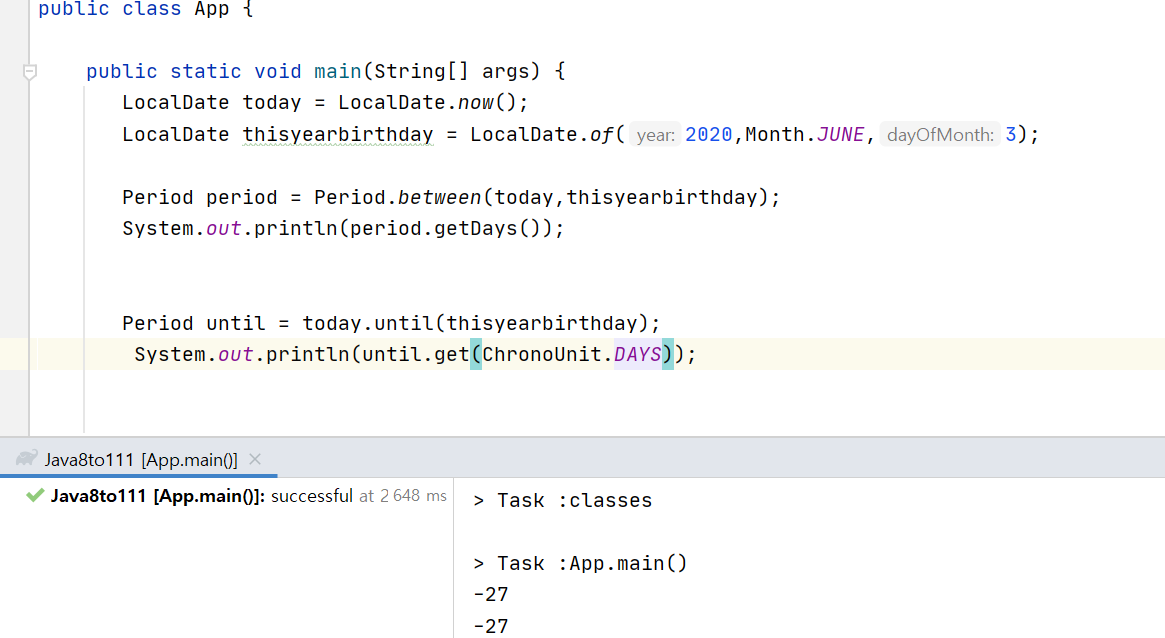 public class App {
public static void main(String[] args) {
LocalDate today = LocalDate.now();
LocalDate thisyearbirthday = LocalDate.of( year: 2020,Month.JUNE, dayOfMonth: 3);
Period period = Period.between(today,thisyearbirthday);
System.out.println(period.getDays());
Period until = today.until(thisyearbirthday);
System.out.println(until.get(ChronoUnit.DAYS));
Java8to111 [App.main()]
Java8to111 [App.main()]: successful at 2 648 ms
> Task :classes
> Task :App.main()
-27
-27